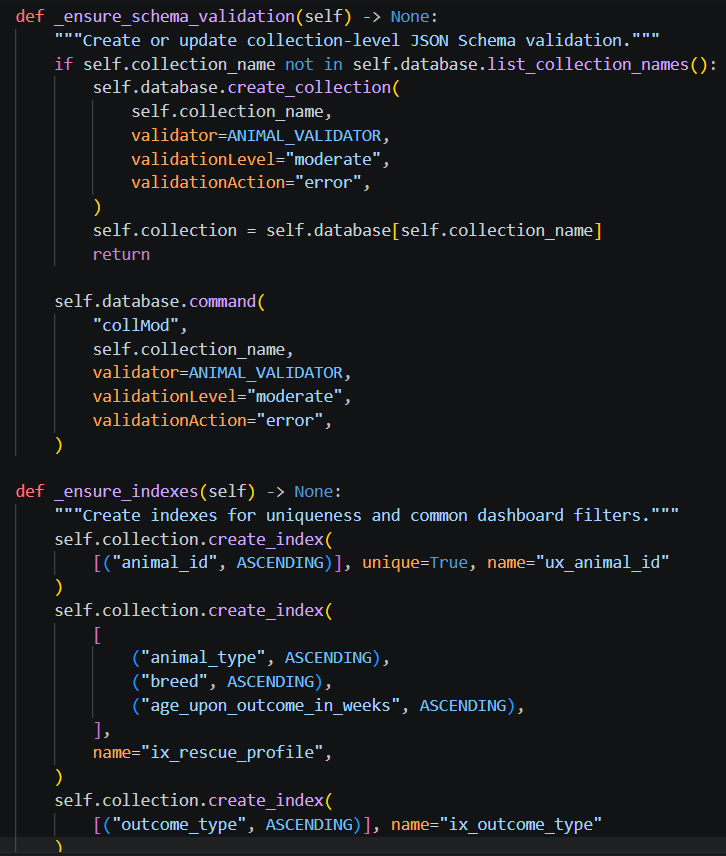 def _ensure_schema_validation(self) -> None:
    """Create or update collection-level JSON Schema validation."""
    if self.collection_name not in self.database.list_collection_names():
        self.database.create_collection(
            self.collection_name,
            validator=ANIMAL_VALIDATOR,
            validationLevel="moderate",
            validationAction="error",
        )
        self.collection = self.database[self.collection_name]
        return

    self.database.command(
        "collMod",
        self.collection_name,
        validator=ANIMAL_VALIDATOR,
        validationLevel="moderate",
        validationAction="error",
    )

def _ensure_indexes(self) -> None:
    """Create indexes for uniqueness and common dashboard filters."""
    self.collection.create_index(
        [("animal_id", ASCENDING)], unique=True, name="ux_animal_id"
    )
    self.collection.create_index(
        [
            ("animal_type", ASCENDING),
            ("breed", ASCENDING),
            ("age_upon_outcome_in_weeks", ASCENDING),
        ],
        name="ix_rescue_profile",
    )
    self.collection.create_index(
        [("outcome_type", ASCENDING)], name="ix_outcome_type"
    )